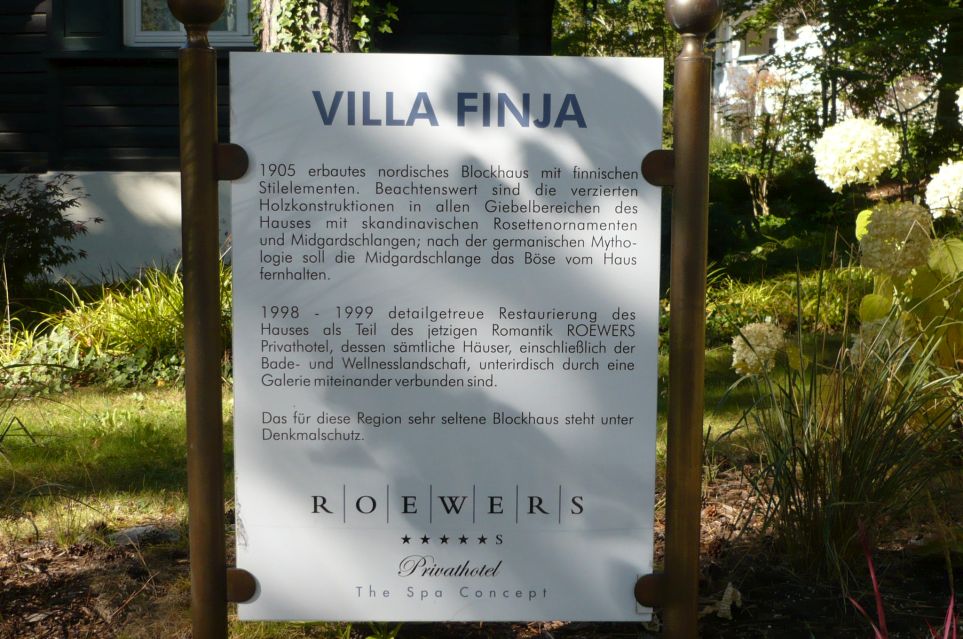 VILLA FINJA
1905 erbautes nordisches Blockhaus mit finnischen
Stilelementen. Beachtenswert sind die verzierten
Holzkonstruktionen in allen Giebelbereichen des
Hauses mit skandinavischen Rosettenornamenten
und Midgardschlangen; nach der germanischen Mytho-
logie soll die Midgardschlange das Böse vom Haus
fernhalten.
1998 - 1999 detailgetreue Restaurierung des
Hauses als Teil des jetzigen Romantik ROEWERS
Privathotel, dessen sämtliche Häuser, einschließlich der
Bade- und Wellnesslandschaft, unterirdisch durch eine
Galerie miteinander verbunden sind.
Das für diese Region sehr seltene Blockhaus steht unter
Denkmalschutz.
R|O|E|W|E|R|S
★★★★★S
Privathotel
The Spa Concept